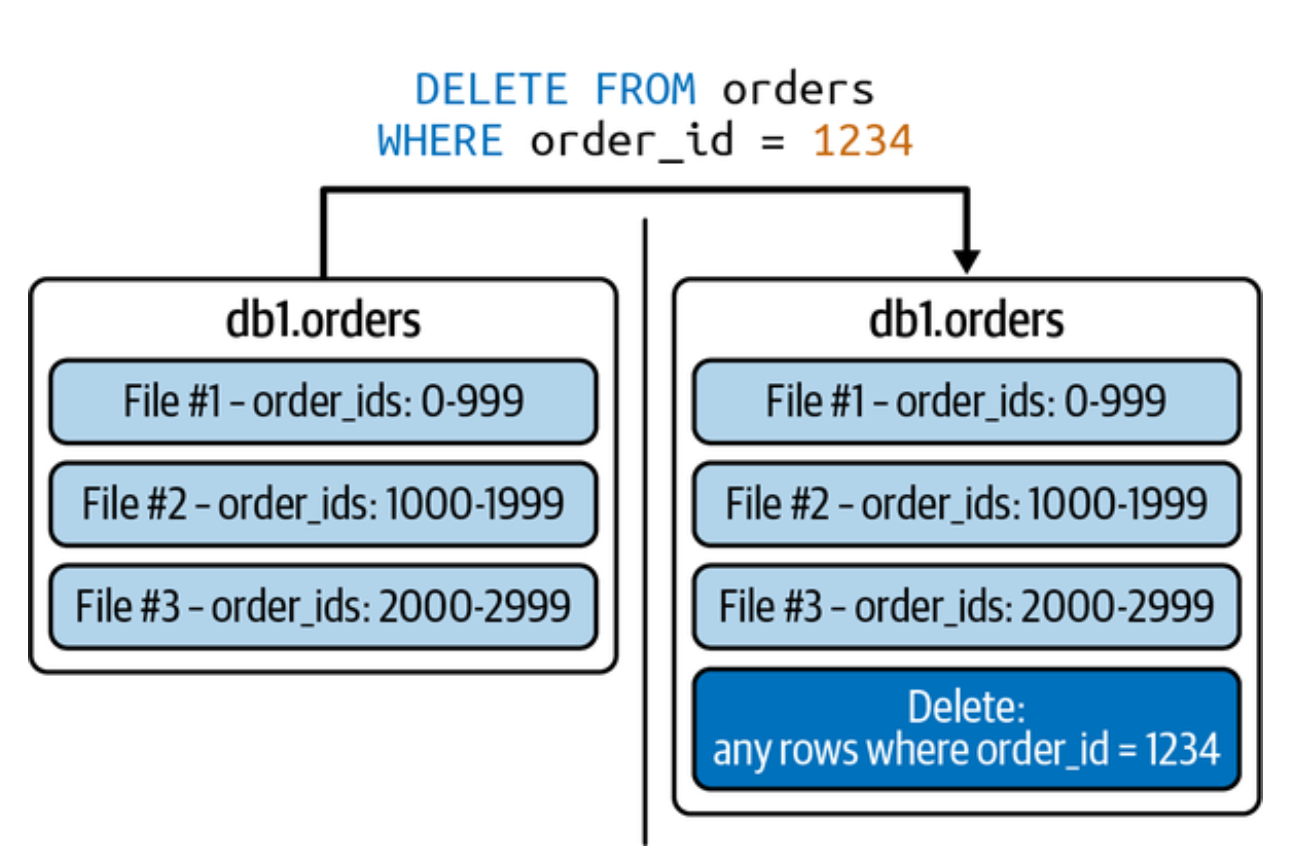 DELETE FROM orders
WHERE order_id = 1234
db1.orders
File #1 – order_ids: 0-999
File #2 – order_ids: 1000-1999
File #3 – order_ids: 2000-2999
db1.orders
File #1 – order_ids: 0-999
File #2 – order_ids: 1000-1999
File #3 – order_ids: 2000-2999
Delete:
any rows where order_id = 1234